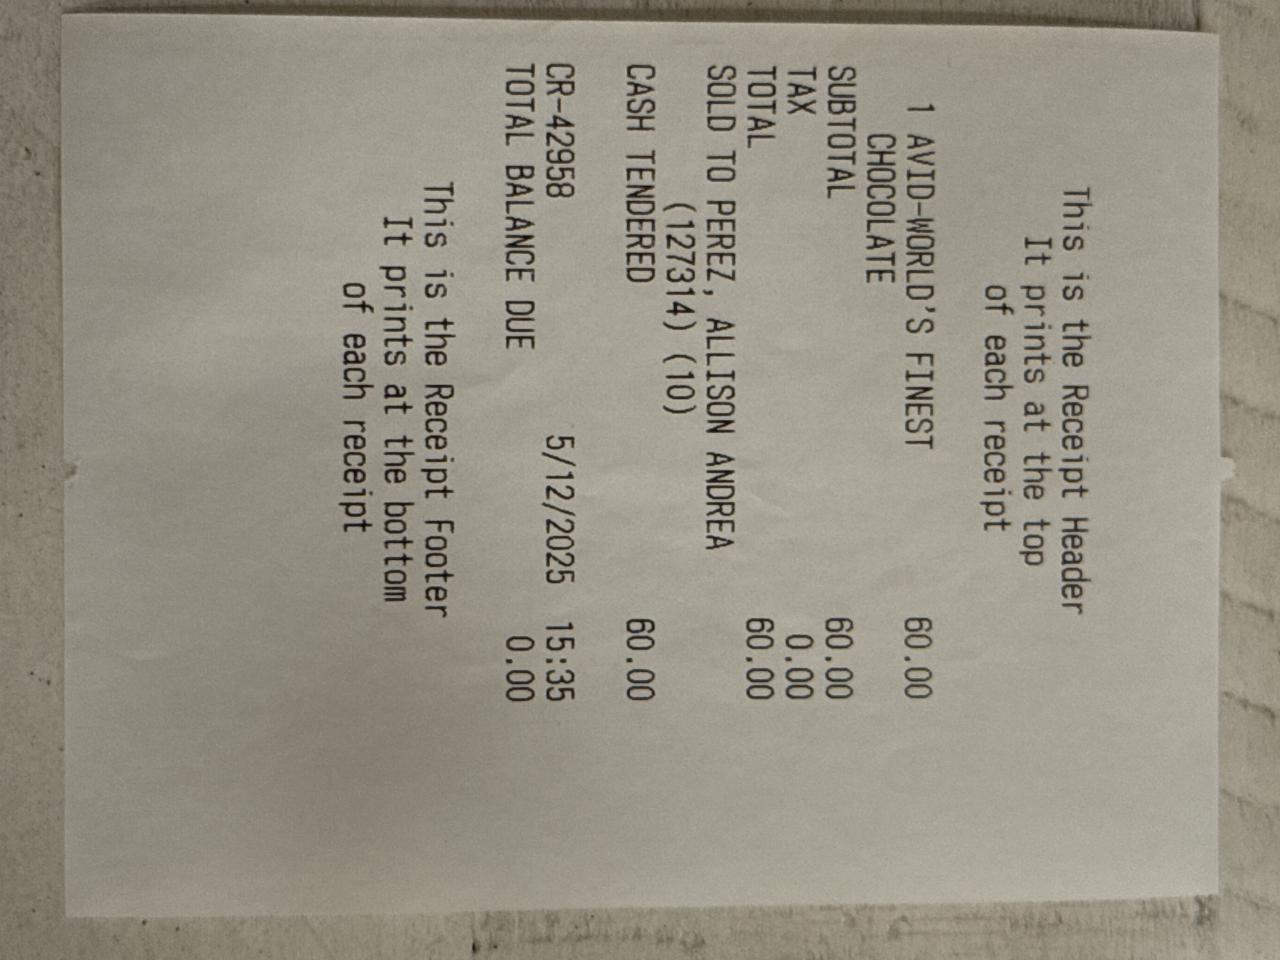 This is the Receipt Header
It prints at the top
of each receipt
1 AVID-WORLD'S FINEST 60.00
CHOCOLATE
SUBTOTAL 60.00
TAX 0.00
TOTAL 60.00
SOLD TO PEREZ, ALLISON ANDREA
(127314) (10)
CASH TENDERED 60.00
CR-42958 5/12/2025 15:35
TOTAL BALANCE DUE 0.00
This is the Receipt Footer
It prints at the bottom
of each receipt